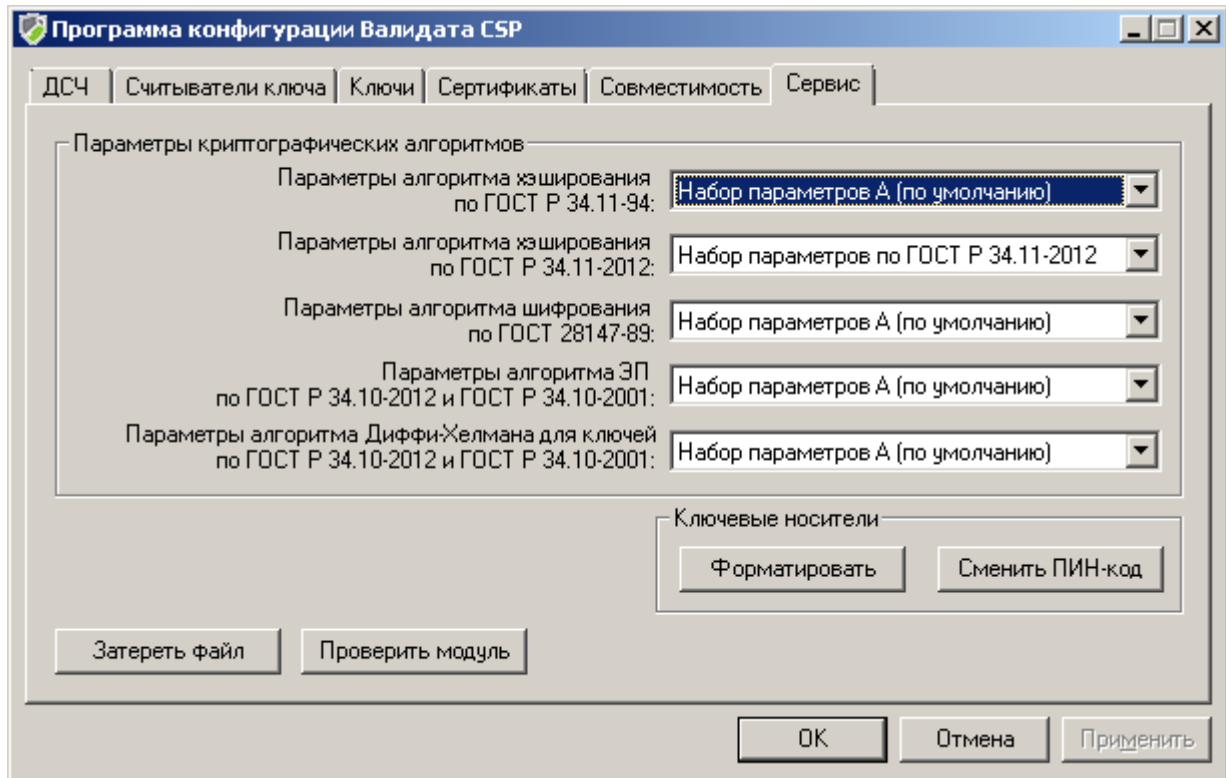 Программа конфигурации Валидата CSP
ДСЧ Считыватели ключа Ключи Сертификаты Совместимость Сервис
Параметры криптографических алгоритмов
Параметры алгоритма хэширования
по ГОСТ Р 34.11-94:
Набор параметров А (по умолчанию)
Параметры алгоритма хэширования
по ГОСТ Р 34.11-2012:
Набор параметров по ГОСТ Р 34.11-2012
Параметры алгоритма шифрования
по ГОСТ 28147-89:
Набор параметров А (по умолчанию)
Параметры алгоритма ЭП
по ГОСТ Р 34.10-2012 и ГОСТ Р 34.10-2001:
Набор параметров А (по умолчанию)
Параметры алгоритма Диффи-Хелмана для ключей
по ГОСТ Р 34.10-2012 и ГОСТ Р 34.10-2001:
Набор параметров А (по умолчанию)
Ключевые носители
Форматировать Сменить ПИН-код
Затереть файл Проверить модуль
ОК Отмена Применить